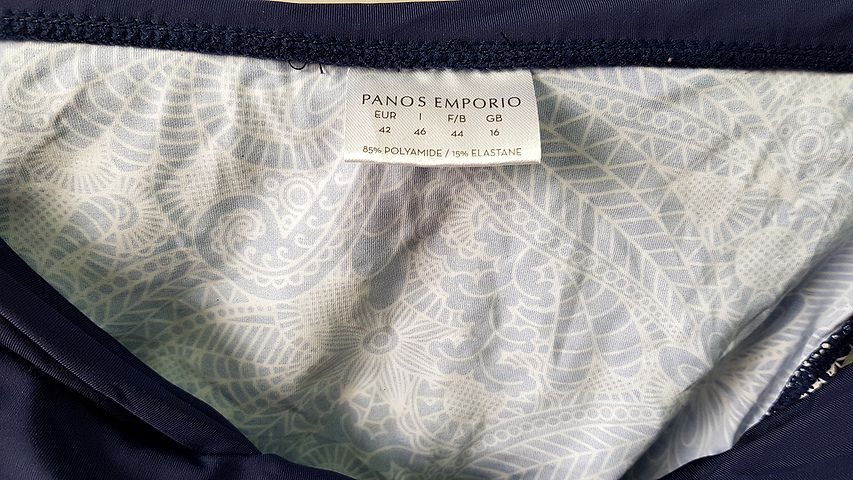 PANOS EMPORIO
EUR I F/B GB
42 46 44 16
85% POLYAMIDE / 15% ELASTANE